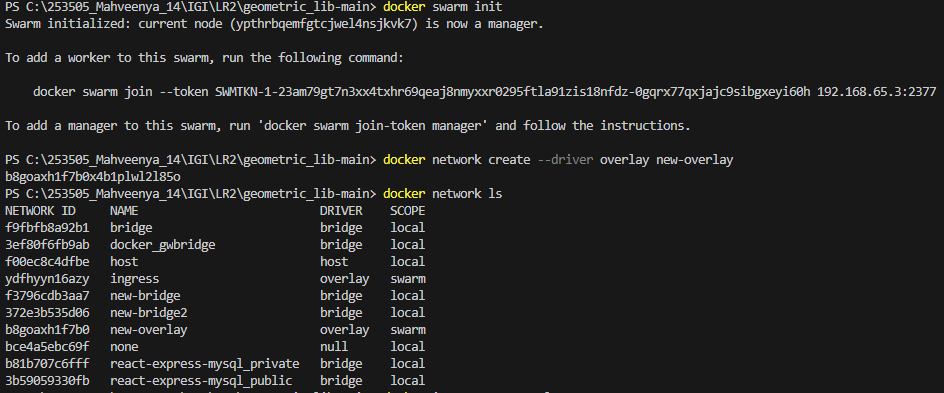 PS C:\253505_Mahveenya_14\IGI\LR2\geometric_lib-main> docker swarm init
Swarm initialized: current node (ypthrbqemfgtcjwel4nsjkvk7) is now a manager.
To add a worker to this swarm, run the following command:
docker swarm join --token SWMTKN-1-23am79gt7n3xx4txhr69qeaj8nmyxxr0295ftla91zis18nfdz-0gqrx77qxjajc9sibgxeyi60h 192.168.65.3:2377
To add a manager to this swarm, run 'docker swarm join-token manager' and follow the instructions.
PS C:\253505_Mahveenya_14\IGI\LR2\geometric_lib-main> docker network create --driver overlay new-overlay
b8goaxh1f7b0x4b1plwl2l85o
PS C:\253505_Mahveenya_14\IGI\LR2\geometric_lib-main> docker network ls
NETWORK ID NAME DRIVER SCOPE
f9fbfb8a92b1 bridge bridge local
3ef80f6fb9ab docker_gwbridge bridge local
f00ec8c4dfbe host host local
ydfhyyn16azy ingress overlay swarm
f3796cdb3aa7 new-bridge bridge local
372e3b535d06 new-bridge2 bridge local
b8goaxh1f7b0 new-overlay overlay swarm
bce4a5ebc69f none null local
b81b707c6fff react-express-mysql_private bridge local
3b59059330fb react-express-mysql_public bridge local